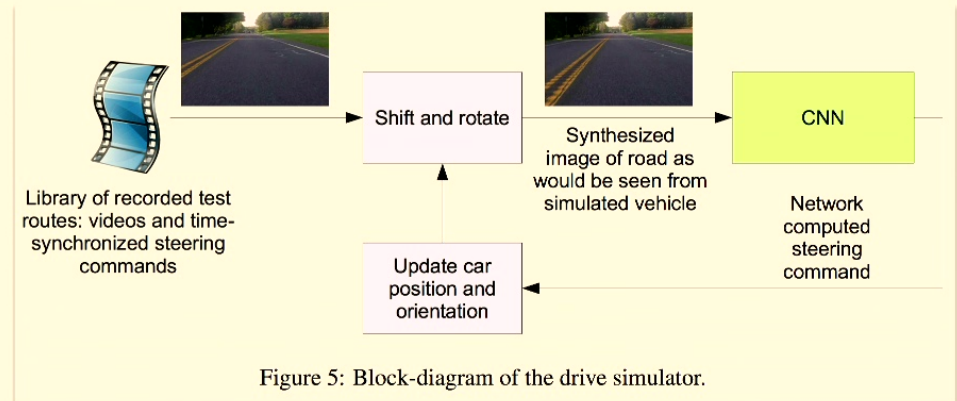 Shift and rotate
CNN
Synthesized
image of road as
would be seen from
simulated vehicle
Library of recorded test
routes: videos and time-
synchronized steering
commands
Network
computed
steering
command
Update car
position and
orientation
Figure 5: Block-diagram of the drive simulator.